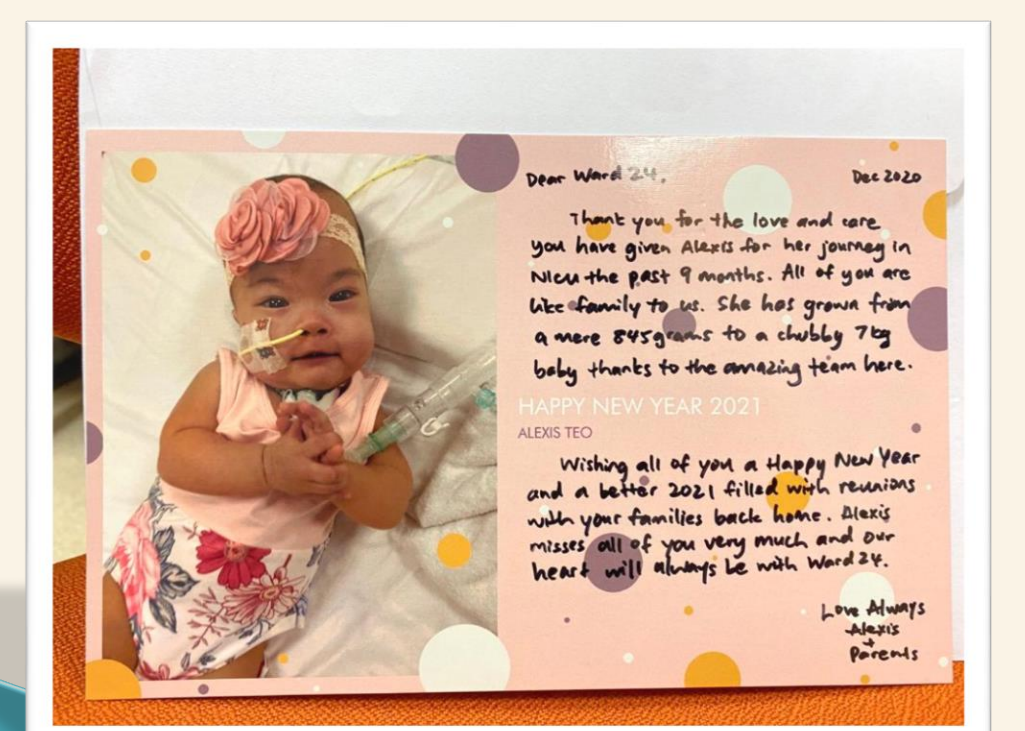 Dear Ward 24,
Dec 2020
Thank you for the love and care
you have given Alexis for her journey in
NICU the past 9 months. All of you are
like family to us. She has grown from
a mere 845grams to a chubby 7kg
baby thanks to the amazing team here.
HAPPY NEW YEAR 2021
ALEXIS TEO
Wishing all of you a Happy New Year
and a better 2021 filled with reunions
with your families back home. Alexis
misses all of you very much and our
heart will always be with Ward 24.
Love Always
Alexis
+
Parents